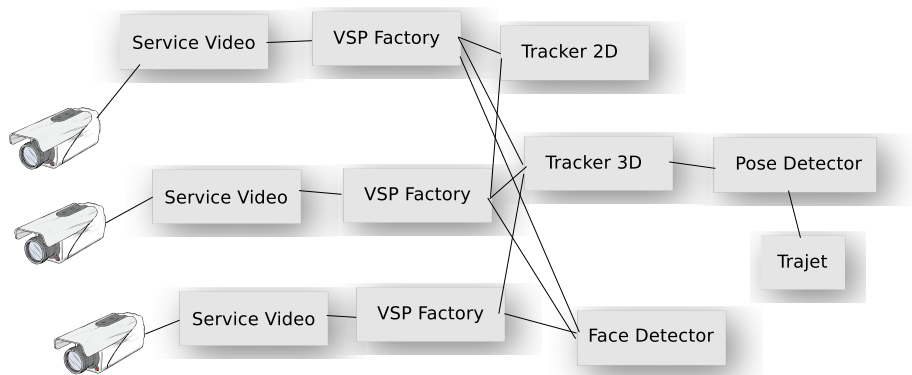 Service Video
VSP Factory
Tracker 2D
Tracker 3D
Pose Detector
Service Video
VSP Factory
Trajet
Service Video
VSP Factory
Face Detector